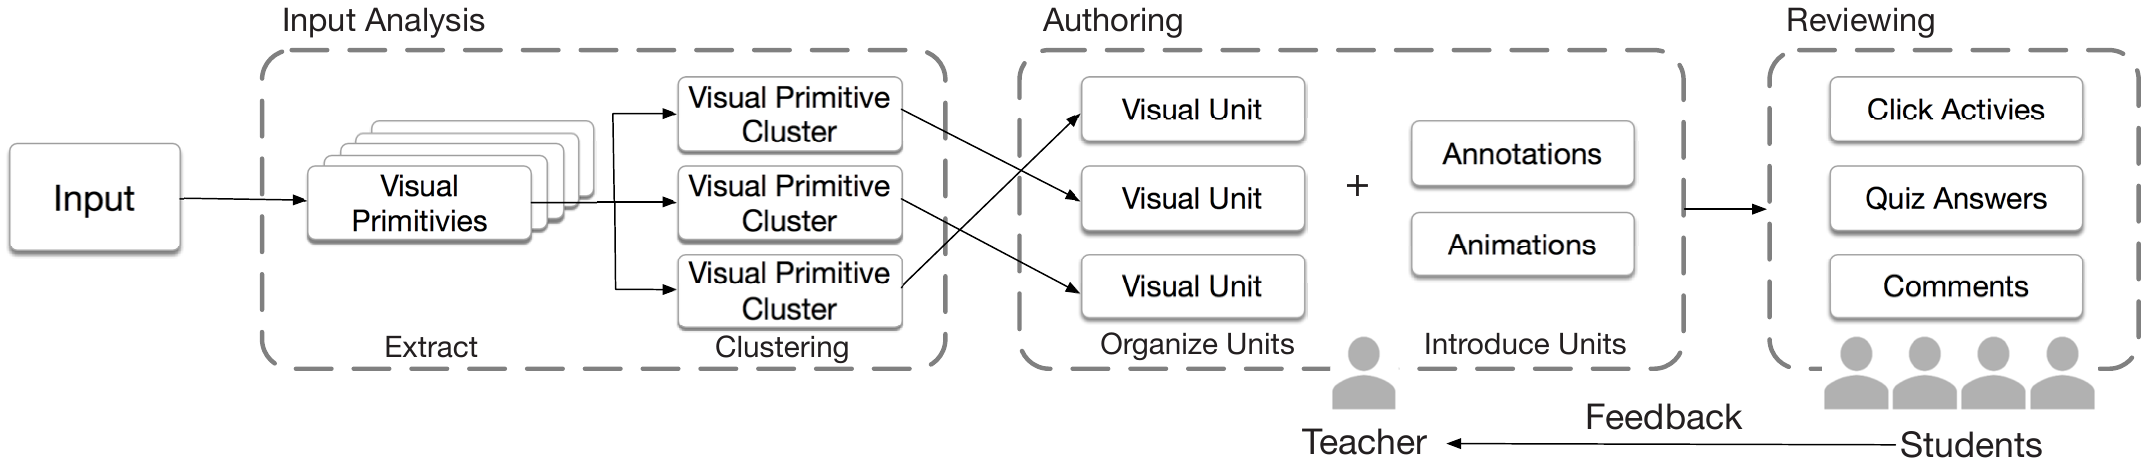 Input Analysis
Authoring
Reviewing
Input
Visual
Primitivies
Extract
Visual Primitive
Cluster
Visual Primitive
Cluster
Visual Primitive
Cluster
Clustering
Visual Unit
Visual Unit
Visual Unit
Organize Units
+
Annotations
Animations
Introduce Units
Click Activies
Quiz Answers
Comments
Teacher
Feedback
Students